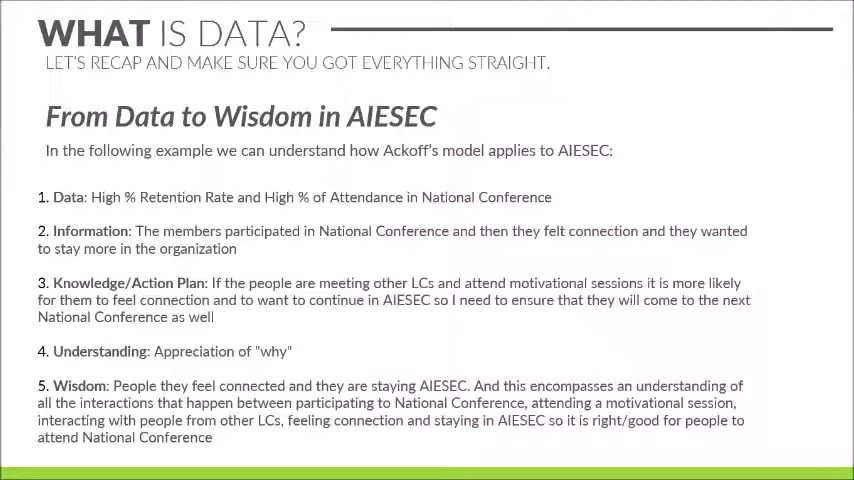 WHAT IS DATA?
LET'S RECAP AND MAKE SURE YOU GOT EVERYTHING STRAIGHT.
From Data to Wisdom in AIESEC
In the following example we can understand how Ackoff's model applies to AIESEC:
1. Data: High % Retention Rate and High % of Attendance in National Conference
2. Information: The members participated in National Conference and then they felt connection and they wanted
to stay more in the organization
3. Knowledge/Action Plan: If the people are meeting other LCs and attend motivational sessions it is more likely
for them to feel connection and to want to continue in AIESEC so I need to ensure that they will come to the next
National Conference as well
4. Understanding: Appreciation of "why"
5. Wisdom: People they feel connected and they are staying AIESEC. And this encompasses an understanding of
all the interactions that happen between participating to National Conference, attending a motivational session,
interacting with people from other LCs, feeling connection and staying in AIESEC so it is right/good for people to
attend National Conference